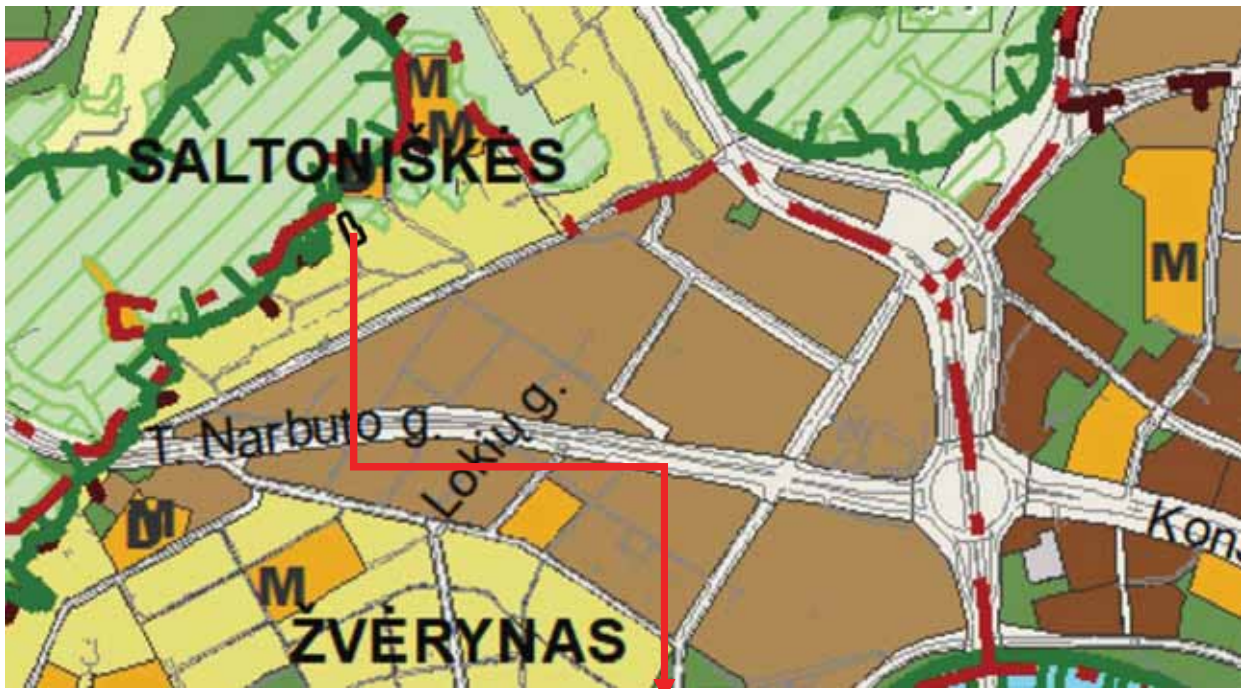 M
M
SALTONIŠKĖS
M
T. Narbuto g.
Lokių g.
M
Kons
M
ŽVĖRYNAS